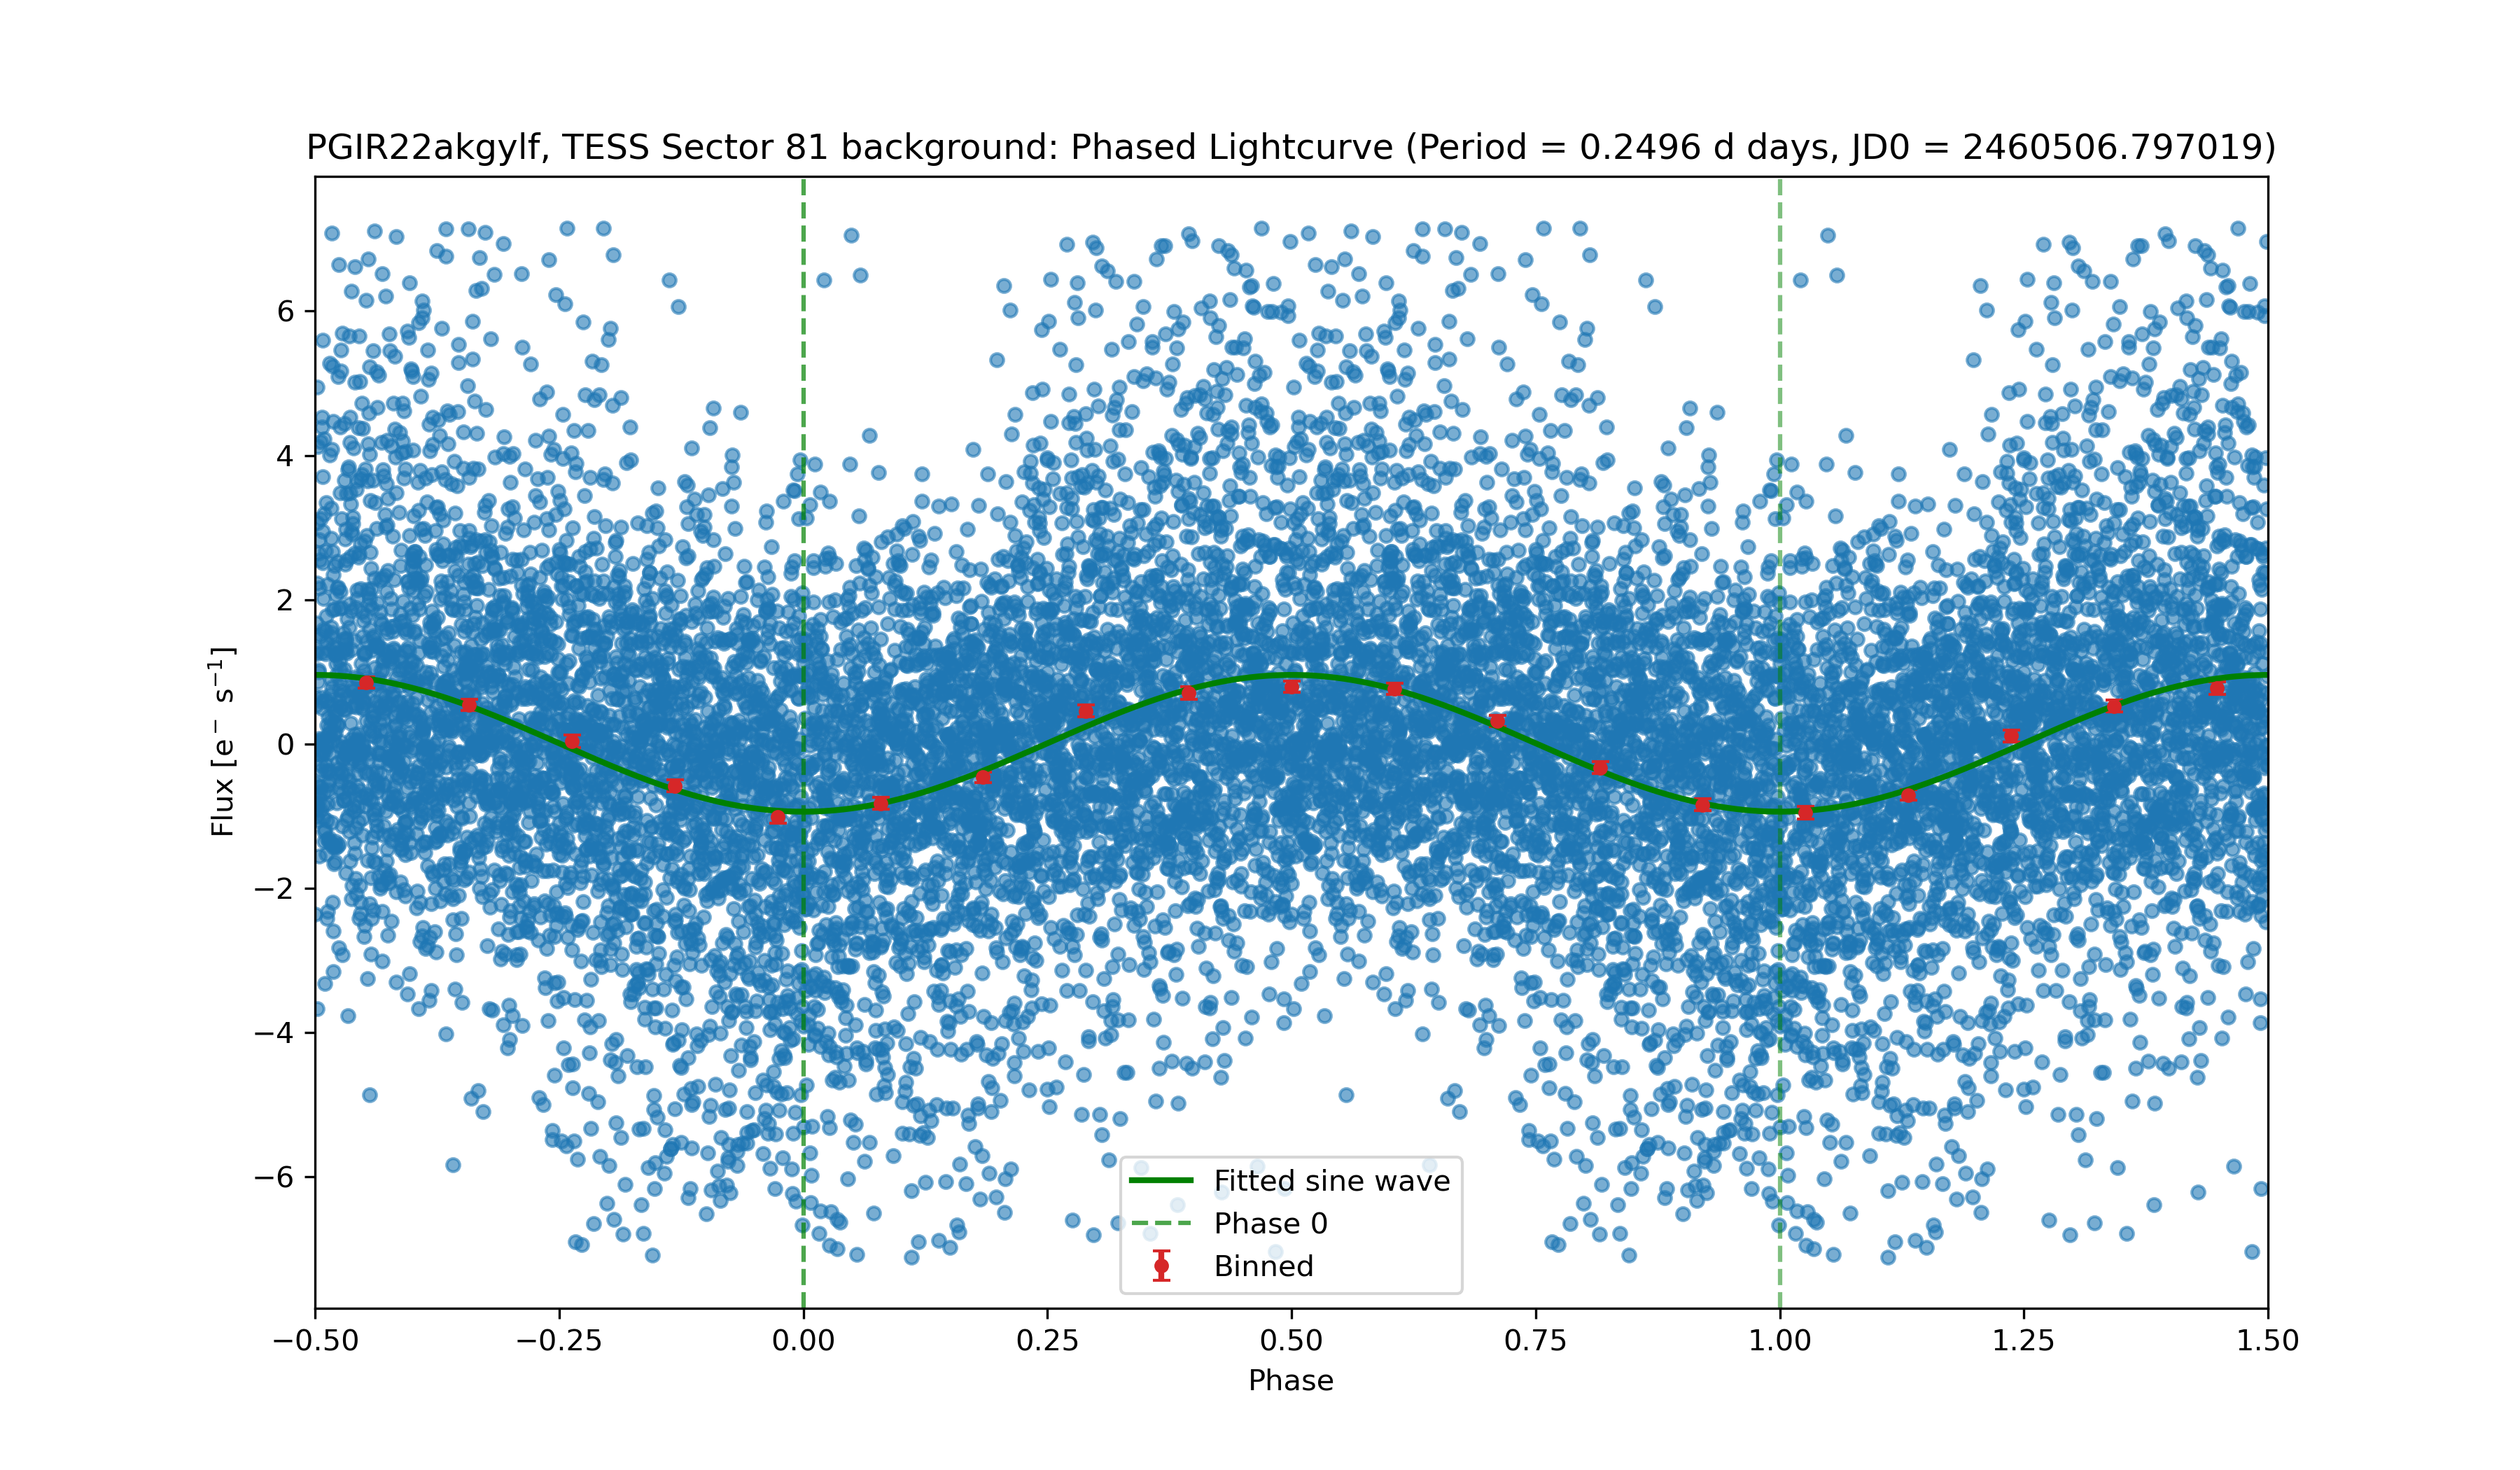 PGIR22akgylf, TESS Sector 81 background: Phased Lightcurve (Period = 0.2496 d days, JD0 = 2460506.797019)
6
4
2
0
−2
−4
−6
Flux [e⁻ s⁻¹]
Fitted sine wave
Phase 0
Binned
−0.50 −0.25 0.00 0.25 0.50 0.75 1.00 1.25 1.50
Phase